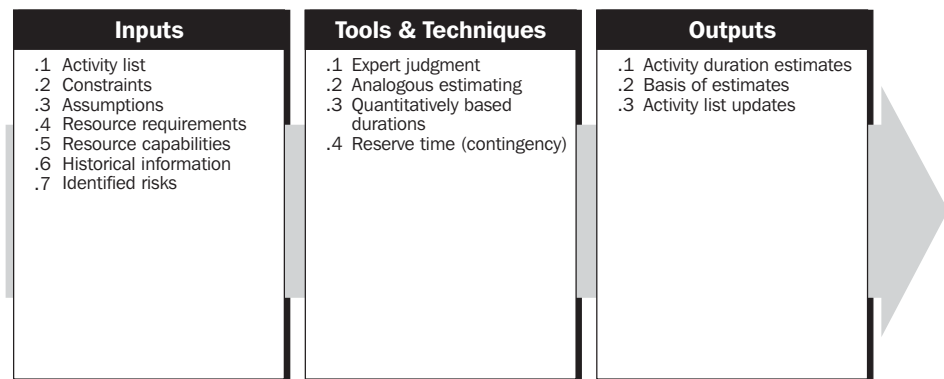 Inputs
.1 Activity list
.2 Constraints
.3 Assumptions
.4 Resource requirements
.5 Resource capabilities
.6 Historical information
.7 Identified risks
Tools & Techniques
.1 Expert judgment
.2 Analogous estimating
.3 Quantitatively based
durations
.4 Reserve time (contingency)
Outputs
.1 Activity duration estimates
.2 Basis of estimates
.3 Activity list updates